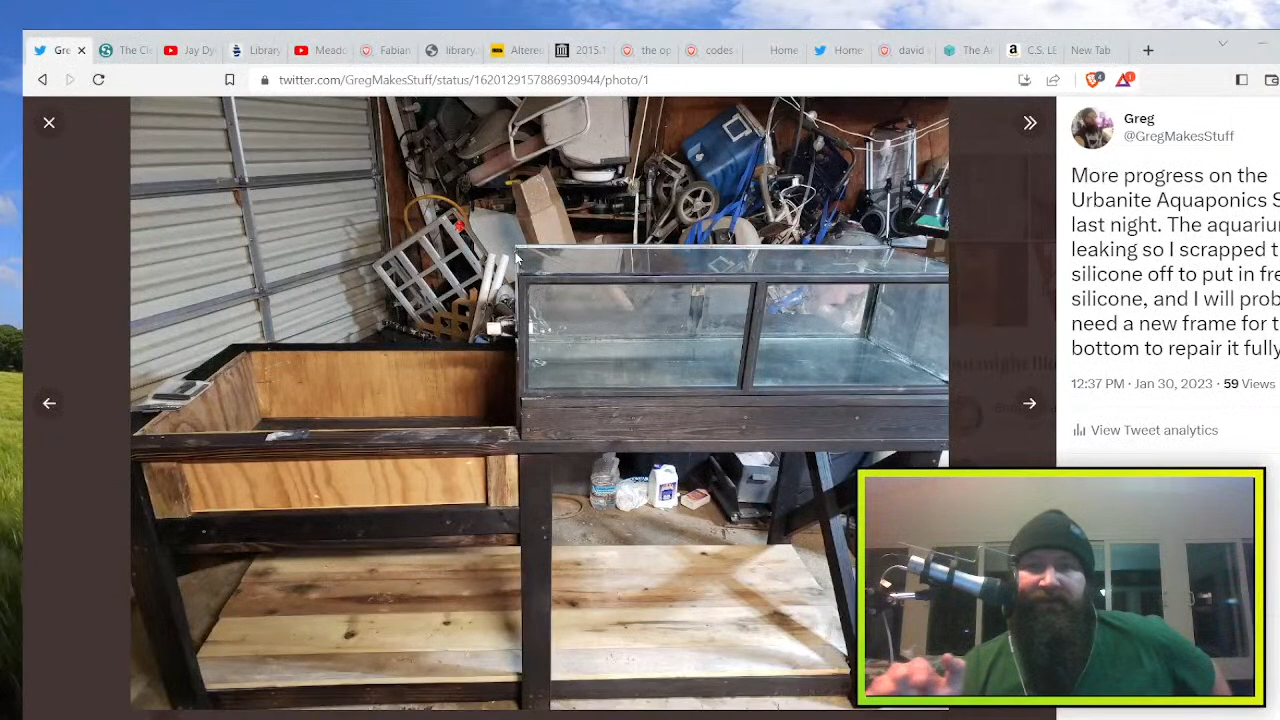 Gre
The Cl
Jay Dy
Library
Mead
Fabian
library.
Altere
2015.1
the op
codes
Home
Home
david
The A
C.S. LE
New Tab
twitter.com/GregMakesStuff/status/1620129157886930944/photo/1
Greg
@GregMakesStuff
More progress on the
Urbanite Aquaponics S
last night. The aquariu
leaking so I scrapped t
silicone off to put in fre
silicone, and I will prob
need a new frame for t
bottom to repair it fully
12:37 PM · Jan 30, 2023 · 59 Views
View Tweet analytics